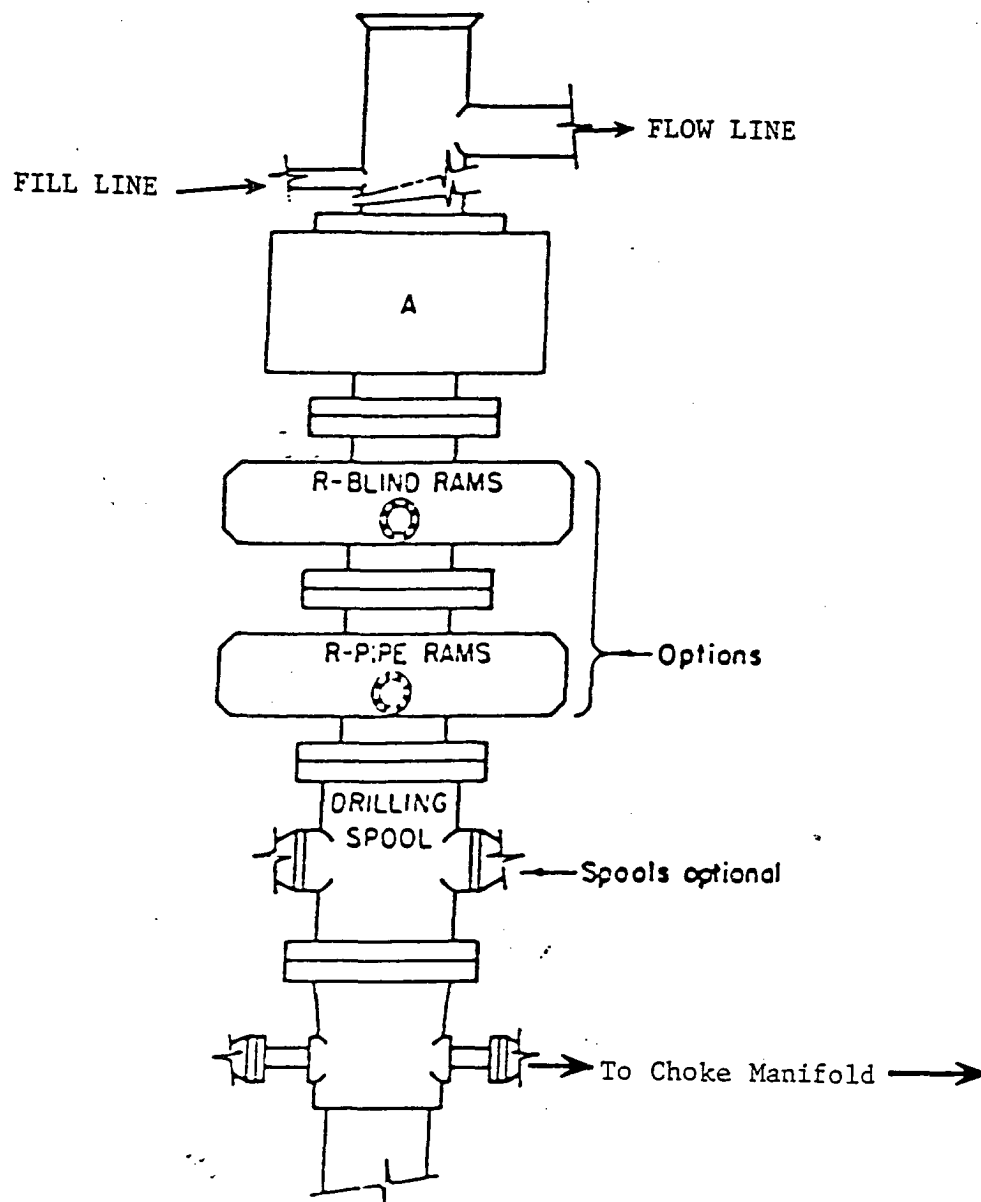 FLOW LINE
FILL LINE
A
R-BLIND RAMS
R-PIPE RAMS
Options
DRILLING
SPOOL
Spools optional
To Choke Manifold